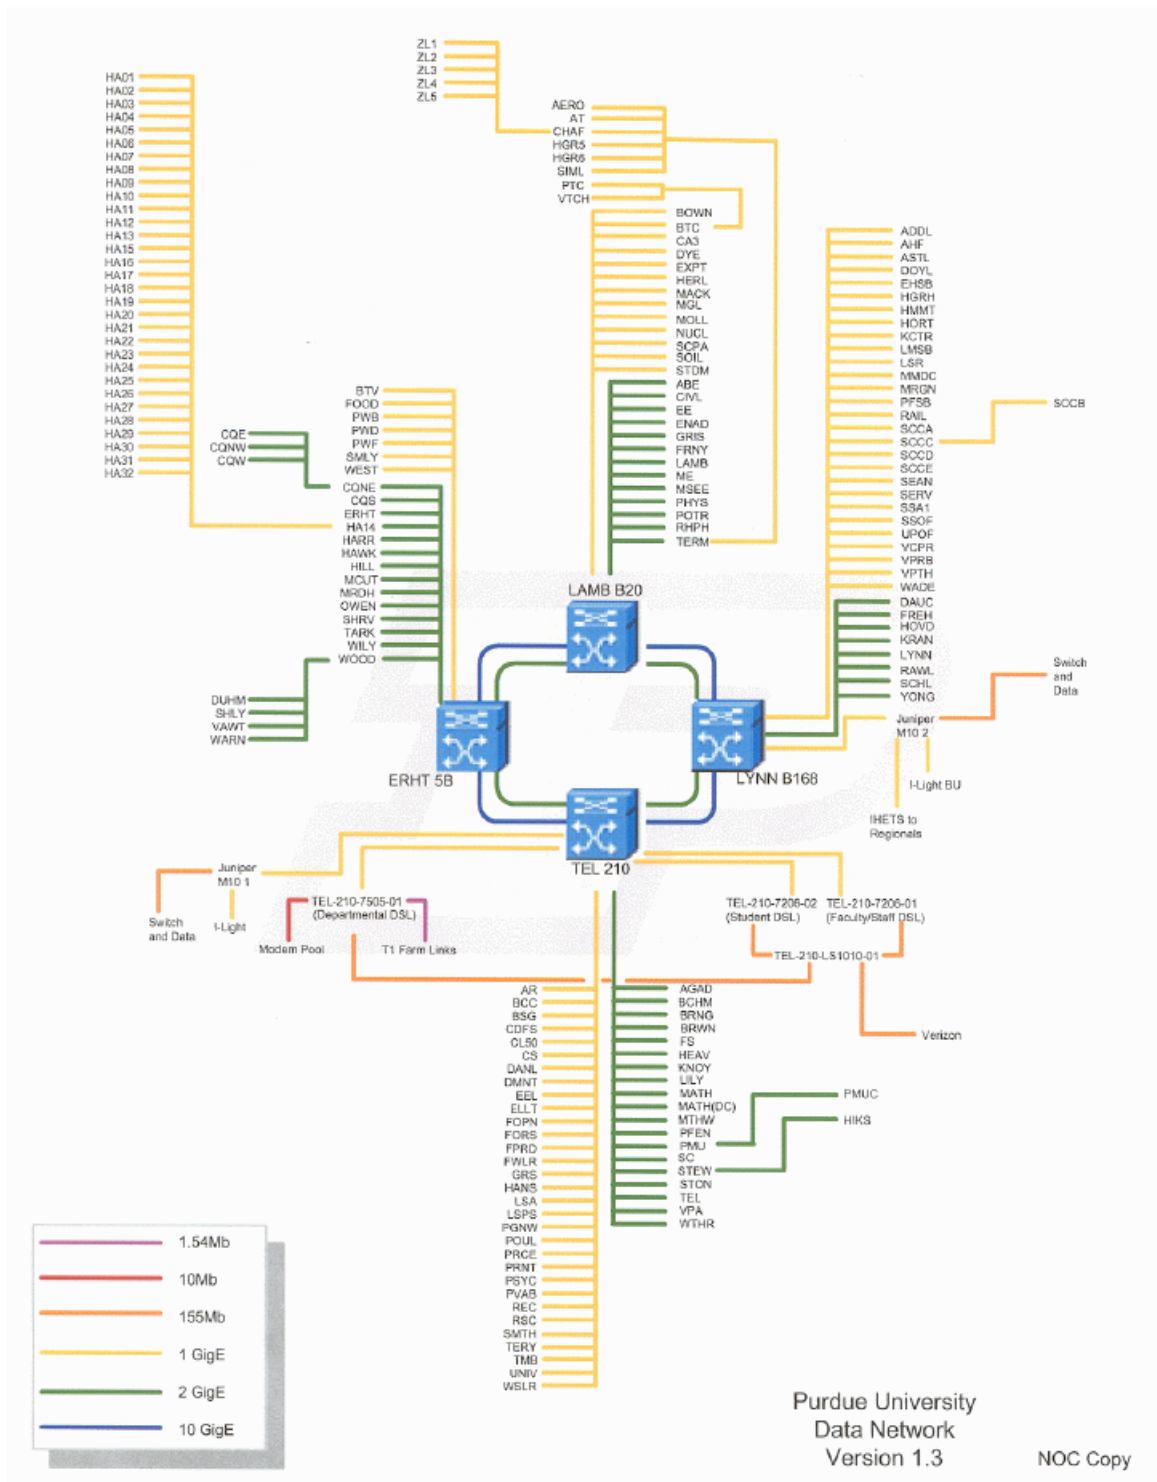 ZL1
ZL2
ZL3
ZL4
ZL5
HA01
HA02
HA03
HA04
HA05
HA06
HA07
HA08
HA09
HA10
HA11
HA12
HA13
HA15
HA16
HA17
HA18
HA19
HA20
HA21
HA22
HA23
HA24
HA25
HA26
HA27
HA28
HA29
HA30
HA31
HA32
AERO
AT
CHAF
HGR5
HGR6
SIML
PTC
VTCH
BOWN
BTC
CA3
DYE
EXPT
HERL
MACK
MGL
MOLL
NUCL
SCPA
SOIL
STDM
ABE
CIVL
EE
ENAD
GRIS
FRNY
LAMB
ME
MSEE
PHYS
POTR
RHPH
TERM
ADDL
AHF
ASTL
DOYL
EHSB
HGRH
HMMT
HORT
KCTR
LMSB
LSR
MMDC
MRGN
PFSB
RAIL
SCCA
SCCC
SCCD
SCCE
SEAN
SERV
SSA1
SSOF
UPOF
VCPR
VPRB
VPTH
WADE
DAUC
FREH
HOVD
KRAN
LYNN
RAWL
SCHL
YONG
SCCB
BTV
FOOD
PWB
PWD
PWF
SMLY
WEST
CQE
CQNW
CQW
CQNE
CQS
ERHT
HA14
HARR
HAWK
HILL
MCUT
MRDH
OWEN
SHRV
TARK
WILY
WOOD
DUHM
SHLY
VAWT
WARN
LAMB B20
ERHT 5B
LYNN B168
TEL 210
Switch
and
Data
Juniper
M10 2
I-Light BU
IHETS to
Regionals
Juniper
M10 1
Switch
and Data
I-Light
TEL-210-7505-01
(Departmental DSL)
Modem Pool
T1 Farm Links
TEL-210-7206-02
(Student DSL)
TEL-210-7206-01
(Faculty/Staff DSL)
TEL-210-LS1010-01
Verizon
AR
BCC
BSG
CDFS
CL50
CS
DANL
DMNT
EEL
ELLT
FOPN
FORS
FPRD
FWLR
GRS
HANS
LSA
LSPS
PGNW
POUL
PRCE
PRNT
PSYC
PVAB
REC
RSC
SMTH
TERY
TMB
UNIV
WSLR
AGAD
BCHM
BRNG
BRWN
FS
HEAV
KNOY
LILY
MATH
MATH(DC)
MTHW
PFEN
PMU
SC
STEW
STON
TEL
VPA
WTHR
PMUC
HIKS
1.54Mb
10Mb
155Mb
1 GigE
2 GigE
10 GigE
Purdue University
Data Network
Version 1.3
NOC Copy